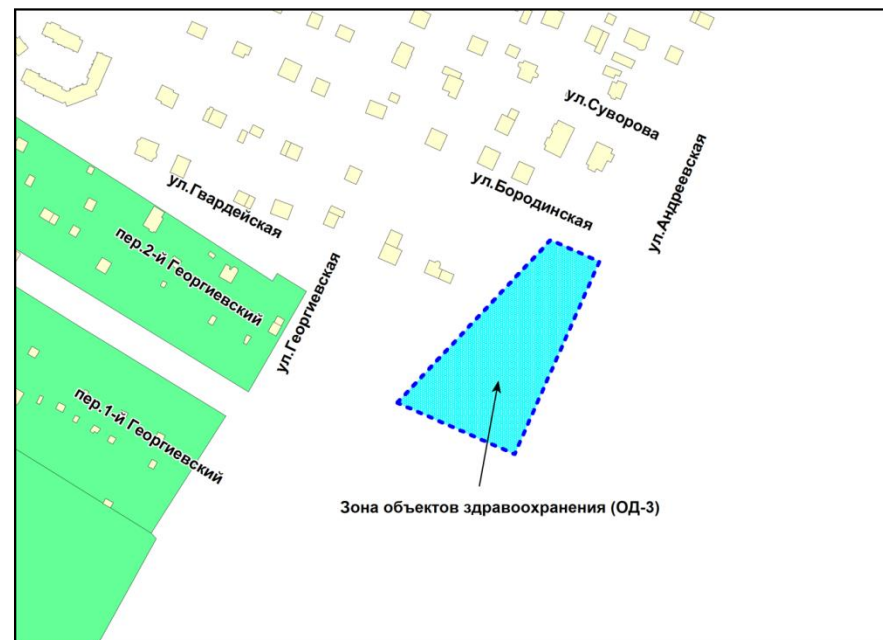 ул.Суворова
ул.Андреевская
ул.Бородинская
ул.Гвардейская
пер.2-й Георгиевский
ул.Георгиевская
пер.1-й Георгиевский
Зона объектов здравоохранения (ОД-3)